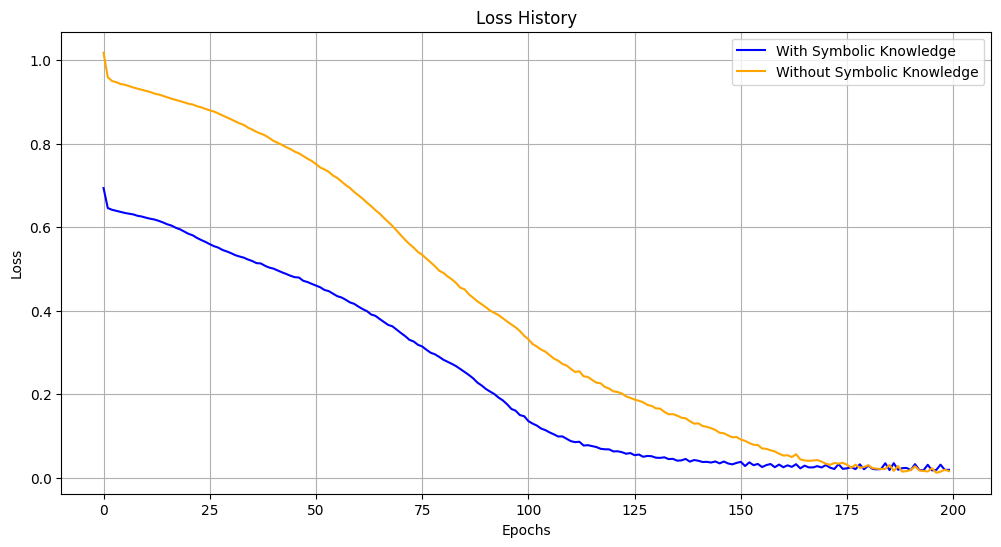 Loss History
With Symbolic Knowledge
Without Symbolic Knowledge
1.0
0.8
0.6
0.4
0.2
0.0
Loss
0 25 50 75 100 125 150 175 200
Epochs